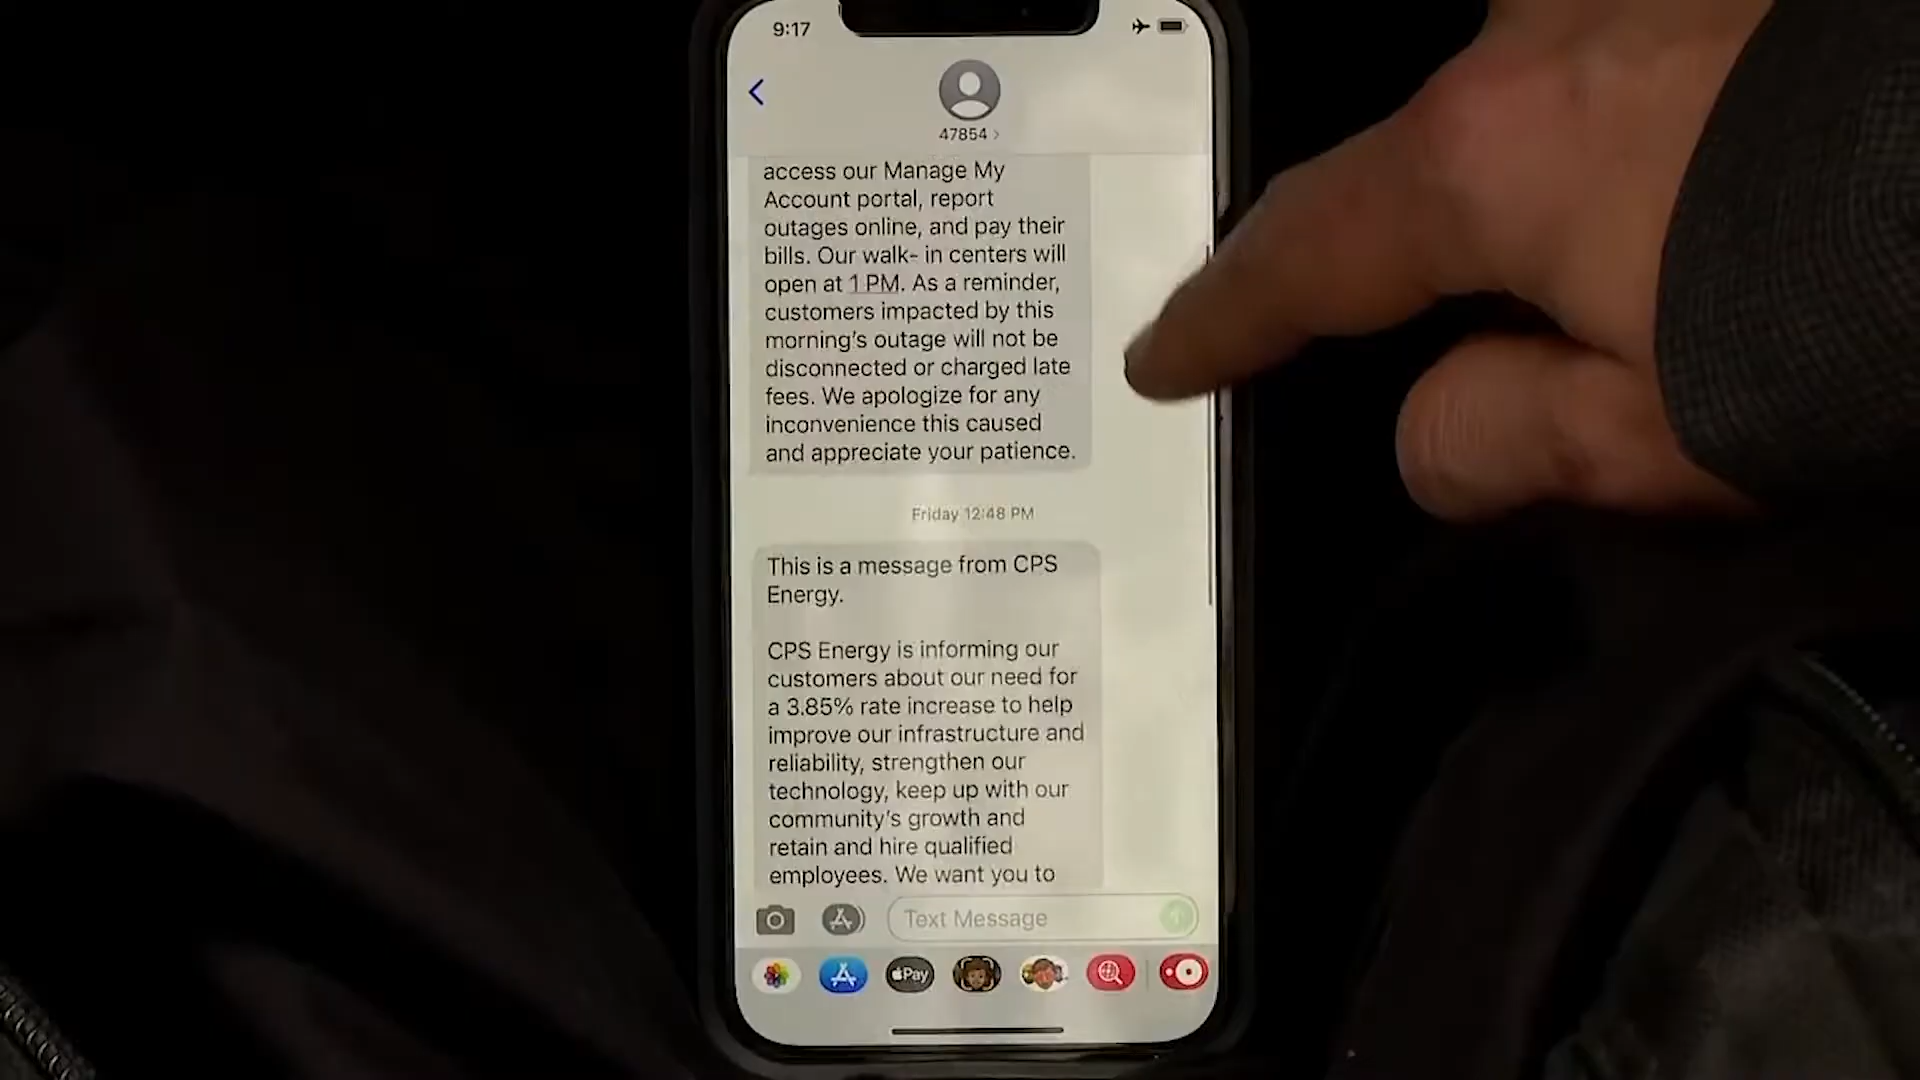 9:17
47854 >
access our Manage My
Account portal, report
outages online, and pay their
bills. Our walk- in centers will
open at 1 PM. As a reminder,
customers impacted by this
morning's outage will not be
disconnected or charged late
fees. We apologize for any
inconvenience this caused
and appreciate your patience.
Friday 12:48 PM
This is a message from CPS
Energy.
CPS Energy is informing our
customers about our need for
a 3.85% rate increase to help
improve our infrastructure and
reliability, strengthen our
technology, keep up with our
community's growth and
retain and hire qualified
employees. We want you to
Text Message
Pay